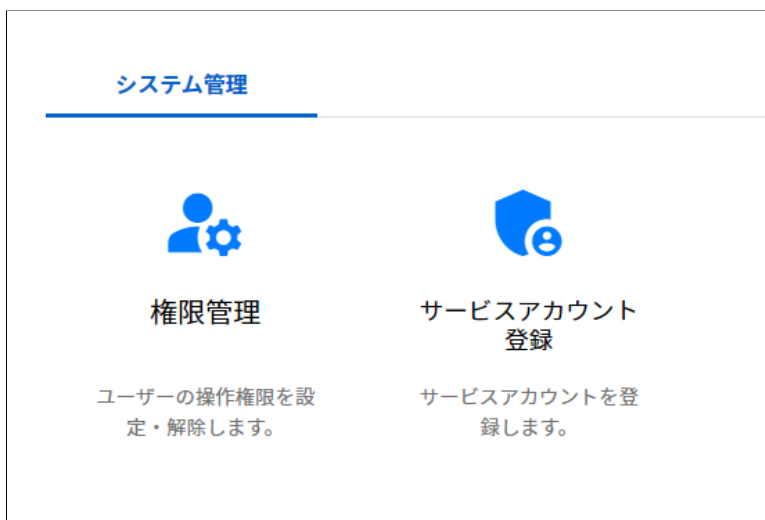 システム管理
権限管理
ユーザーの操作権限を設
定・解除します。
サービスアカウント
登録
サービスアカウントを登
録します。